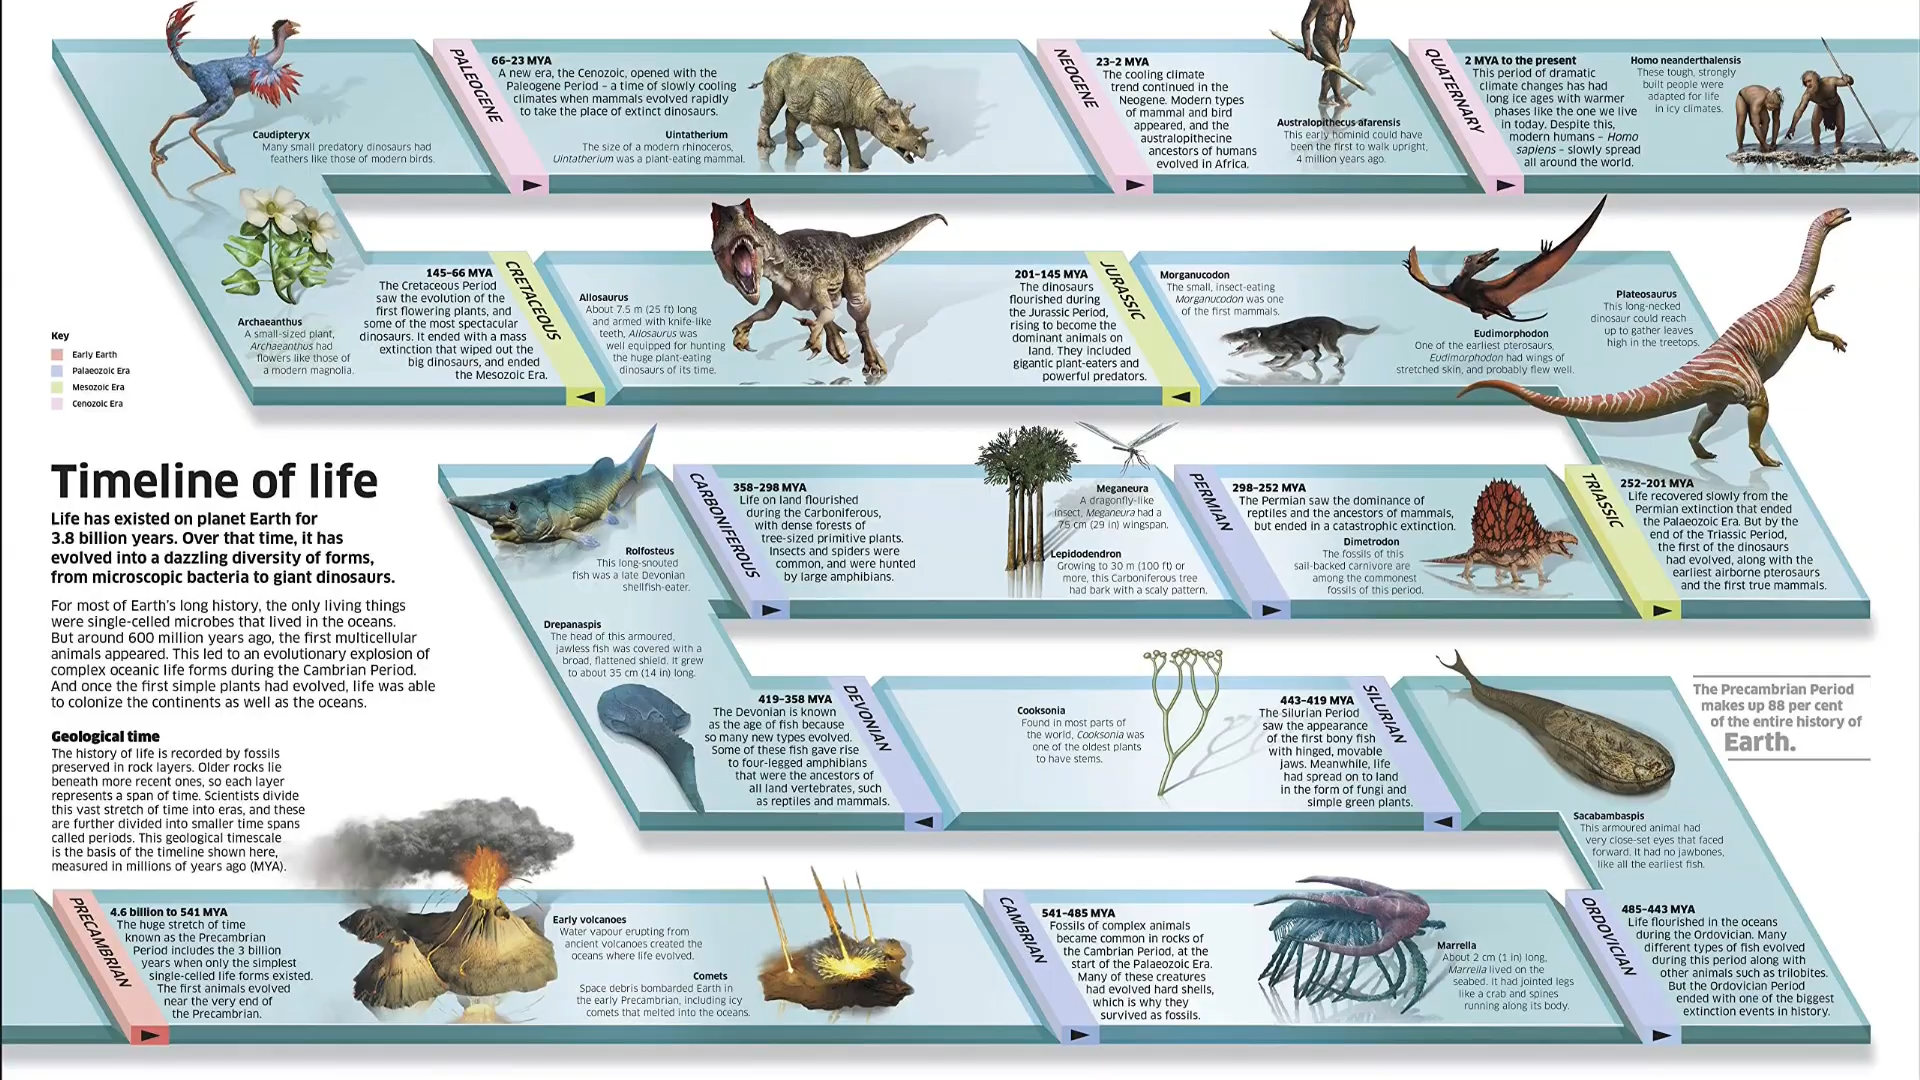 PALEOGENE
66–23 MYA
A new era, the Cenozoic, opened with the
Paleogene Period – a time of slowly cooling
climates when mammals evolved rapidly
to take the place of extinct dinosaurs.
NEOGENE
23–2 MYA
The cooling climate
trend continued in the
Neogene. Modern types
of mammal and bird
appeared, and the
australopithecine
ancestors of humans
evolved in Africa.
QUATERNARY
2 MYA to the present
This period of dramatic
climate changes has had
long ice ages with warmer
phases like the one we live
in today. Despite this,
modern humans – Homo
sapiens – slowly spread
all around the world.
Homo neanderthalensis
These tough, strongly
built people were
adapted for life
in icy climates.
Caudipteryx
Many small predatory dinosaurs had
feathers like those of modern birds.
Uintatherium
The size of a modern rhinoceros,
Uintatherium was a plant-eating mammal.
Australopithecus afarensis
This early hominid could have
been the first to walk upright,
4 million years ago.
Archaeanthus
A small-sized plant,
Archaeanthus had
flowers like those of
a modern magnolia.
145–66 MYA
The Cretaceous Period
saw the evolution of the
first flowering plants, and
some of the most spectacular
dinosaurs. It ended with a mass
extinction that wiped out the
big dinosaurs, and ended
the Mesozoic Era.
CRETACEOUS
Allosaurus
About 7.5 m (25 ft) long
and armed with knife-like
teeth, Allosaurus was
well equipped for hunting
the huge plant-eating
dinosaurs of its time.
201–145 MYA
The dinosaurs
flourished during
the Jurassic Period,
rising to become the
dominant animals on
land. They included
gigantic plant-eaters and
powerful predators.
JURASSIC
Morganucodon
The small, insect-eating
Morganucodon was one
of the first mammals.
Eudimorphodon
One of the earliest pterosaurs,
Eudimorphodon had wings of
stretched skin, and probably flew well.
Plateosaurus
This long-necked
dinosaur could reach
up to gather leaves
high in the treetops.
Key
Early Earth
Palaeozoic Era
Mesozoic Era
Cenozoic Era
Timeline of life
Life has existed on planet Earth for
3.8 billion years. Over that time, it has
evolved into a dazzling diversity of forms,
from microscopic bacteria to giant dinosaurs.
For most of Earth's long history, the only living things
were single-celled microbes that lived in the oceans.
But around 600 million years ago, the first multicellular
animals appeared. This led to an evolutionary explosion of
complex oceanic life forms during the Cambrian Period.
And once the first simple plants had evolved, life was able
to colonize the continents as well as the oceans.
Geological time
The history of life is recorded by fossils
preserved in rock layers. Older rocks lie
beneath more recent ones, so each layer
represents a span of time. Scientists divide
this vast stretch of time into eras, and these
are further divided into smaller time spans
called periods. This geological timescale
is the basis of the timeline shown here,
measured in millions of years ago (MYA).
Rolfosteus
This long-snouted
fish was a late Devonian
shellfish-eater.
CARBONIFEROUS
358–298 MYA
Life on land flourished
during the Carboniferous,
with dense forests of
tree-sized primitive plants.
Insects and spiders were
common, and were hunted
by large amphibians.
Meganeura
A dragonfly-like
insect, Meganeura had a
75 cm (29 in) wingspan.
Lepidodendron
Growing to 30 m (100 ft) or
more, this Carboniferous tree
had bark with a scaly pattern.
PERMIAN
298–252 MYA
The Permian saw the dominance of
reptiles and the ancestors of mammals,
but ended in a catastrophic extinction.
Dimetrodon
The fossils of this
sail-backed carnivore are
among the commonest
fossils of this period.
TRIASSIC
252–201 MYA
Life recovered slowly from the
Permian extinction that ended
the Palaeozoic Era. But by the
end of the Triassic Period,
the first of the dinosaurs
had evolved, along with the
earliest airborne pterosaurs
and the first true mammals.
Drepanaspis
The head of this armoured,
jawless fish was covered with a
broad, flattened shield. It grew
to about 35 cm (14 in) long.
419–358 MYA
The Devonian is known
as the age of fish because
so many new types evolved.
Some of these fish gave rise
to four-legged amphibians
that were the ancestors of
all land vertebrates, such
as reptiles and mammals.
DEVONIAN
Cooksonia
Found in most parts of
the world, Cooksonia was
one of the oldest plants
to have stems.
443–419 MYA
The Silurian Period
saw the appearance
of the first bony fish
with hinged, movable
jaws. Meanwhile, life
had spread on to land
in the form of fungi and
simple green plants.
SILURIAN
Sacabambaspis
This armoured animal had
very close-set eyes that faced
forward. It had no jawbones,
like all the earliest fish.
The Precambrian Period
makes up 88 per cent
of the entire history of
Earth.
PRECAMBRIAN
4.6 billion to 541 MYA
The huge stretch of time
known as the Precambrian
Period includes the 3 billion
years when only the simplest
single-celled life forms existed.
The first animals evolved
near the very end of
the Precambrian.
Early volcanoes
Water vapour erupting from
ancient volcanoes created the
oceans where life evolved.
Comets
Space debris bombarded Earth in
the early Precambrian, including icy
comets that melted into the oceans.
CAMBRIAN
541–485 MYA
Fossils of complex animals
became common in rocks of
the Cambrian Period, at the
start of the Palaeozoic Era.
Many of these creatures
had evolved hard shells,
which is why they
survived as fossils.
Marrella
About 2 cm (1 in) long,
Marrella lived on the
seabed. It had jointed legs
like a crab and spines
running along its body.
ORDOVICIAN
485–443 MYA
Life flourished in the oceans
during the Ordovician. Many
different types of fish evolved
during this period along with
other animals such as trilobites.
But the Ordovician Period
ended with one of the biggest
extinction events in history.